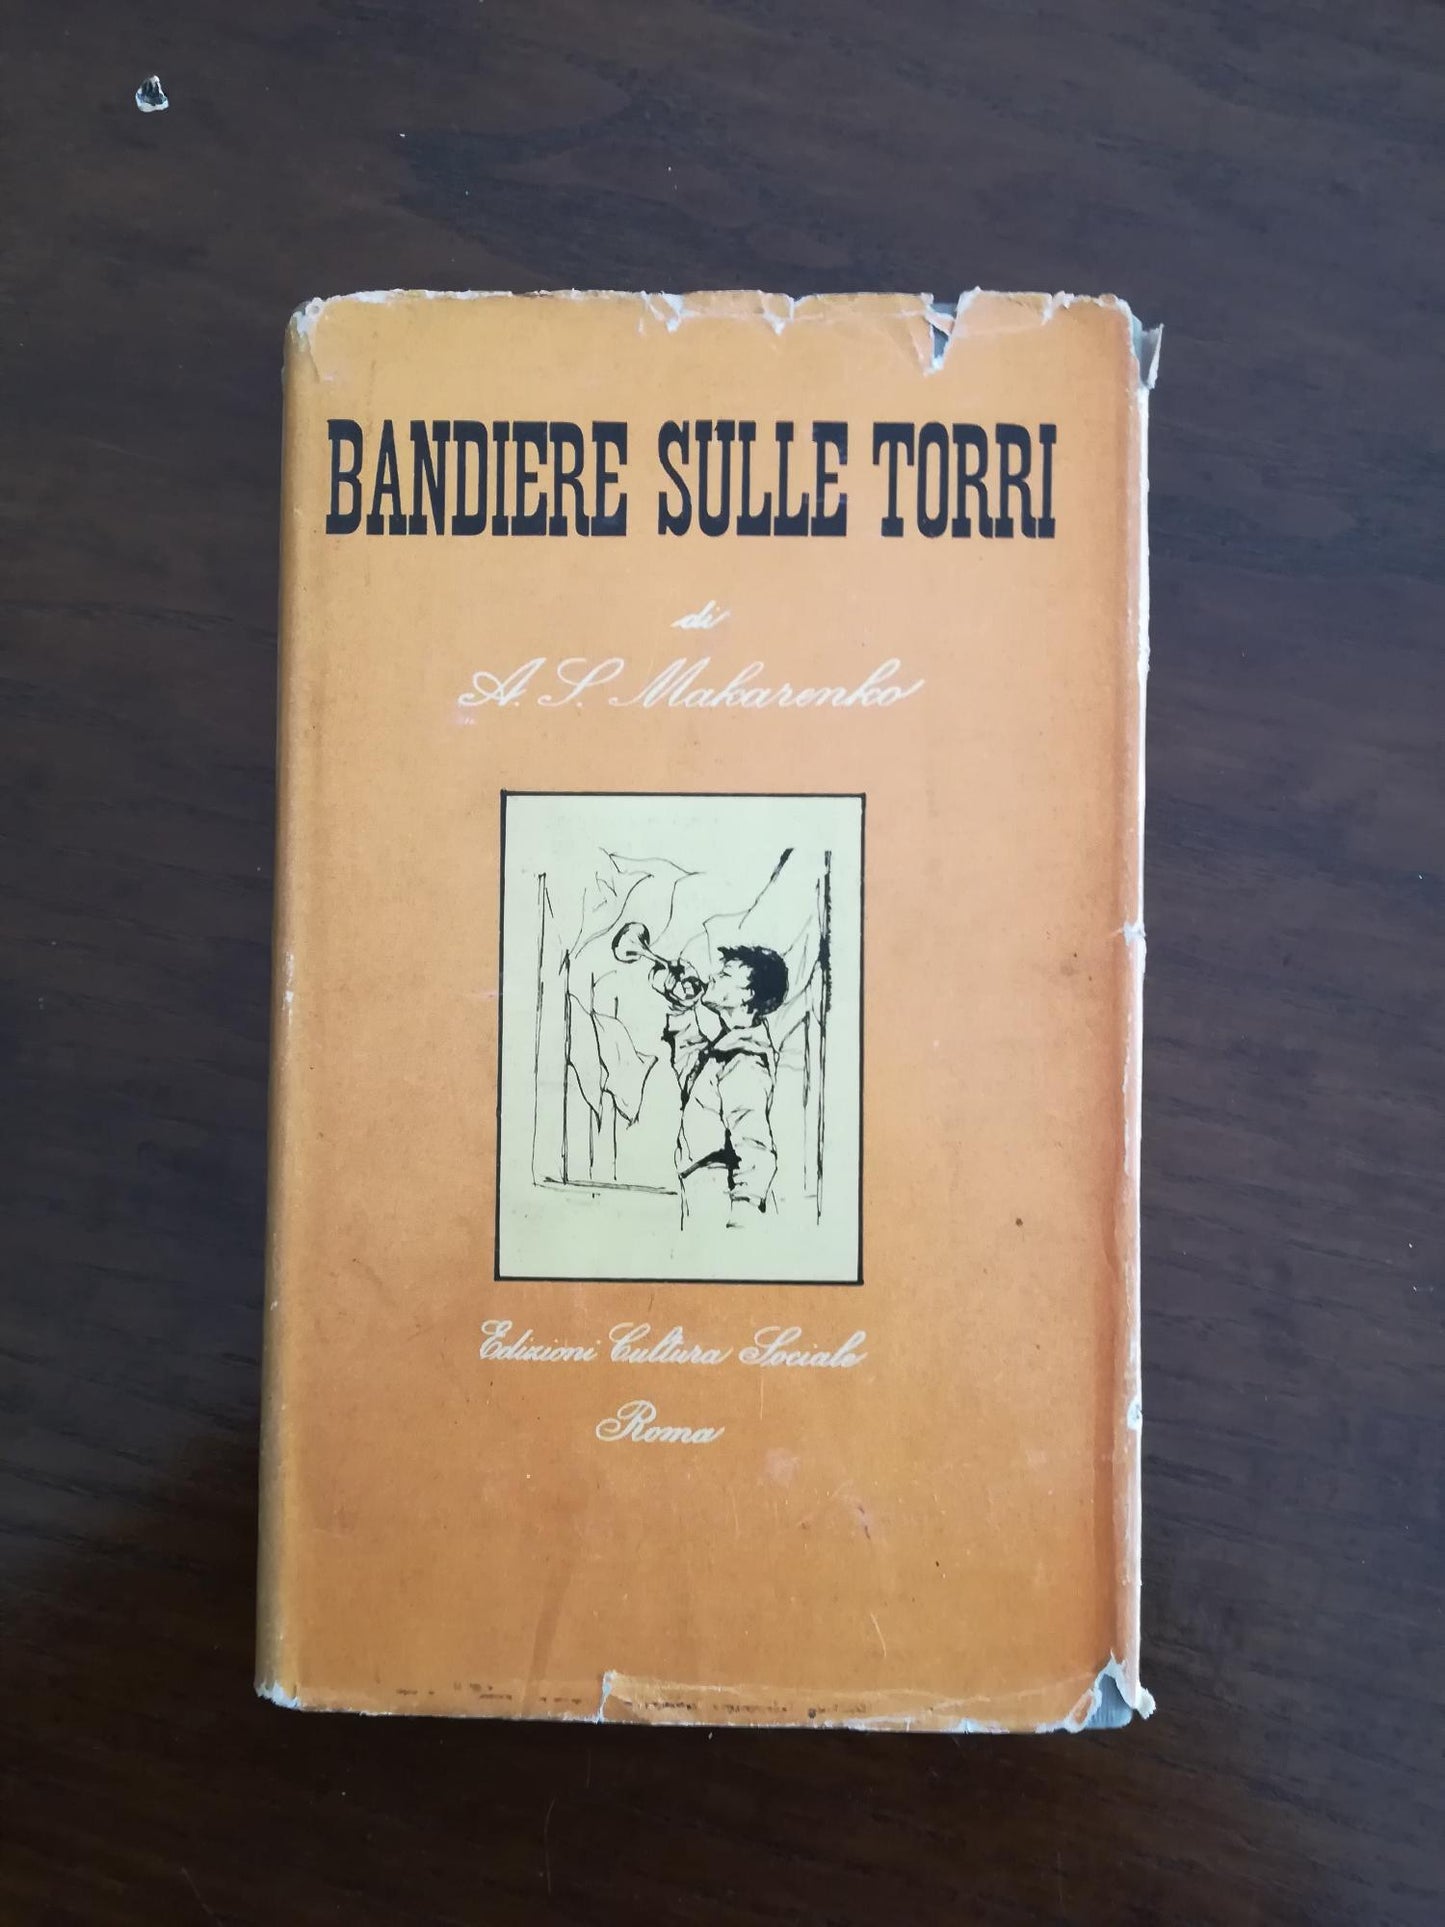 BANDIERE SULLE TORRI
di
A. S. Makarenko
Edizioni Cultura Sociale
Roma